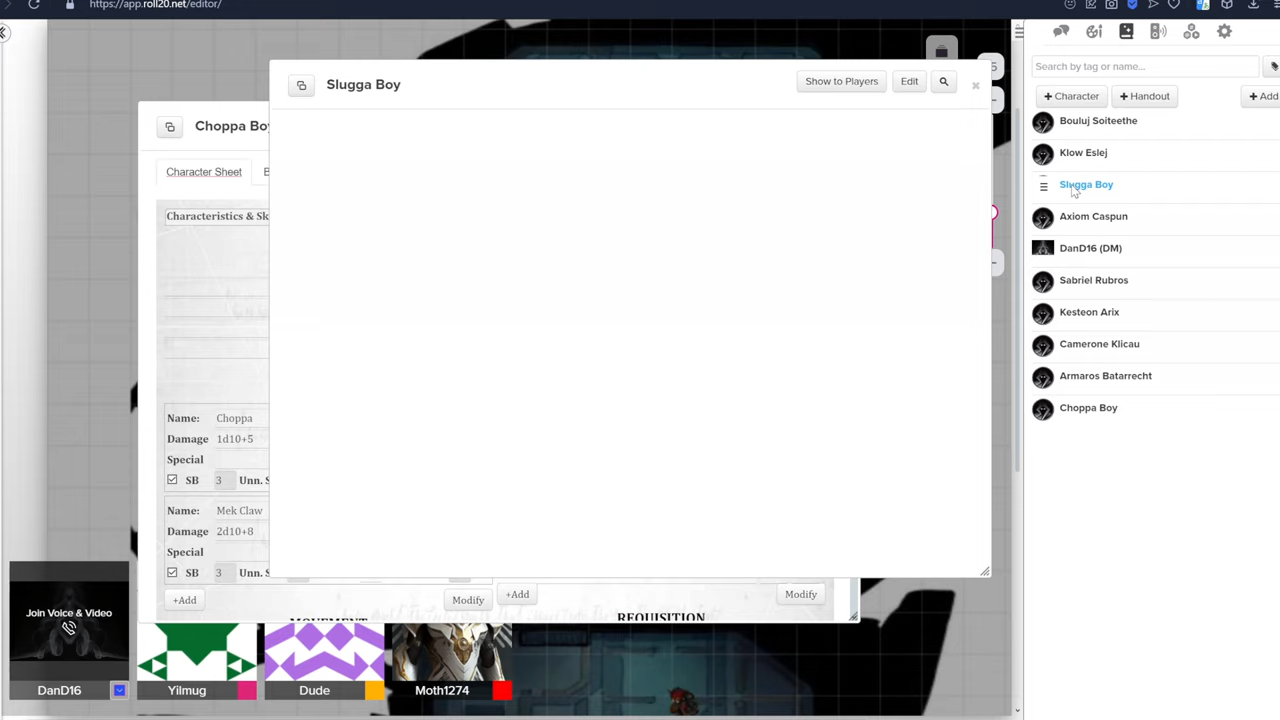 https://app.roll20.net/editor/
Slugga Boy
Show to Players
Edit
Search by tag or name...
+ Character
+ Handout
+ Add
Bouluj Soiteethe
Klow Eslej
Slugga Boy
Axiom Caspun
DanD16 (DM)
Sabriel Rubros
Kesteon Arix
Camerone Klicau
Armaros Batarrecht
Choppa Boy
Choppa Boy
Character Sheet
Characteristics & Sk
Name: Choppa
Damage 1d10+5
Special
SB 3 Unn. S
Name: Mek Claw
Damage 2d10+8
Special
SB 3 Unn. S
+Add
Modify
+Add
Modify
MOVEMENT
REQUISITION
Join Voice & Video
DanD16
Yilmug
Dude
Moth1274